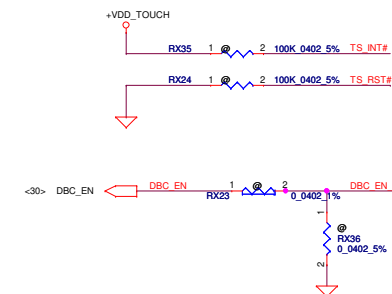 +VDD_TOUCH
RX35 1 @ 2 100K_0402_5% TS_INT#
RX24 1 @ 2 100K_0402_5% TS_RST#
<30> DBC_EN DBC_EN 1 @ 2 DBC_EN
RX23 0_0402_1%
1
@
RX36
0_0402_5%
2